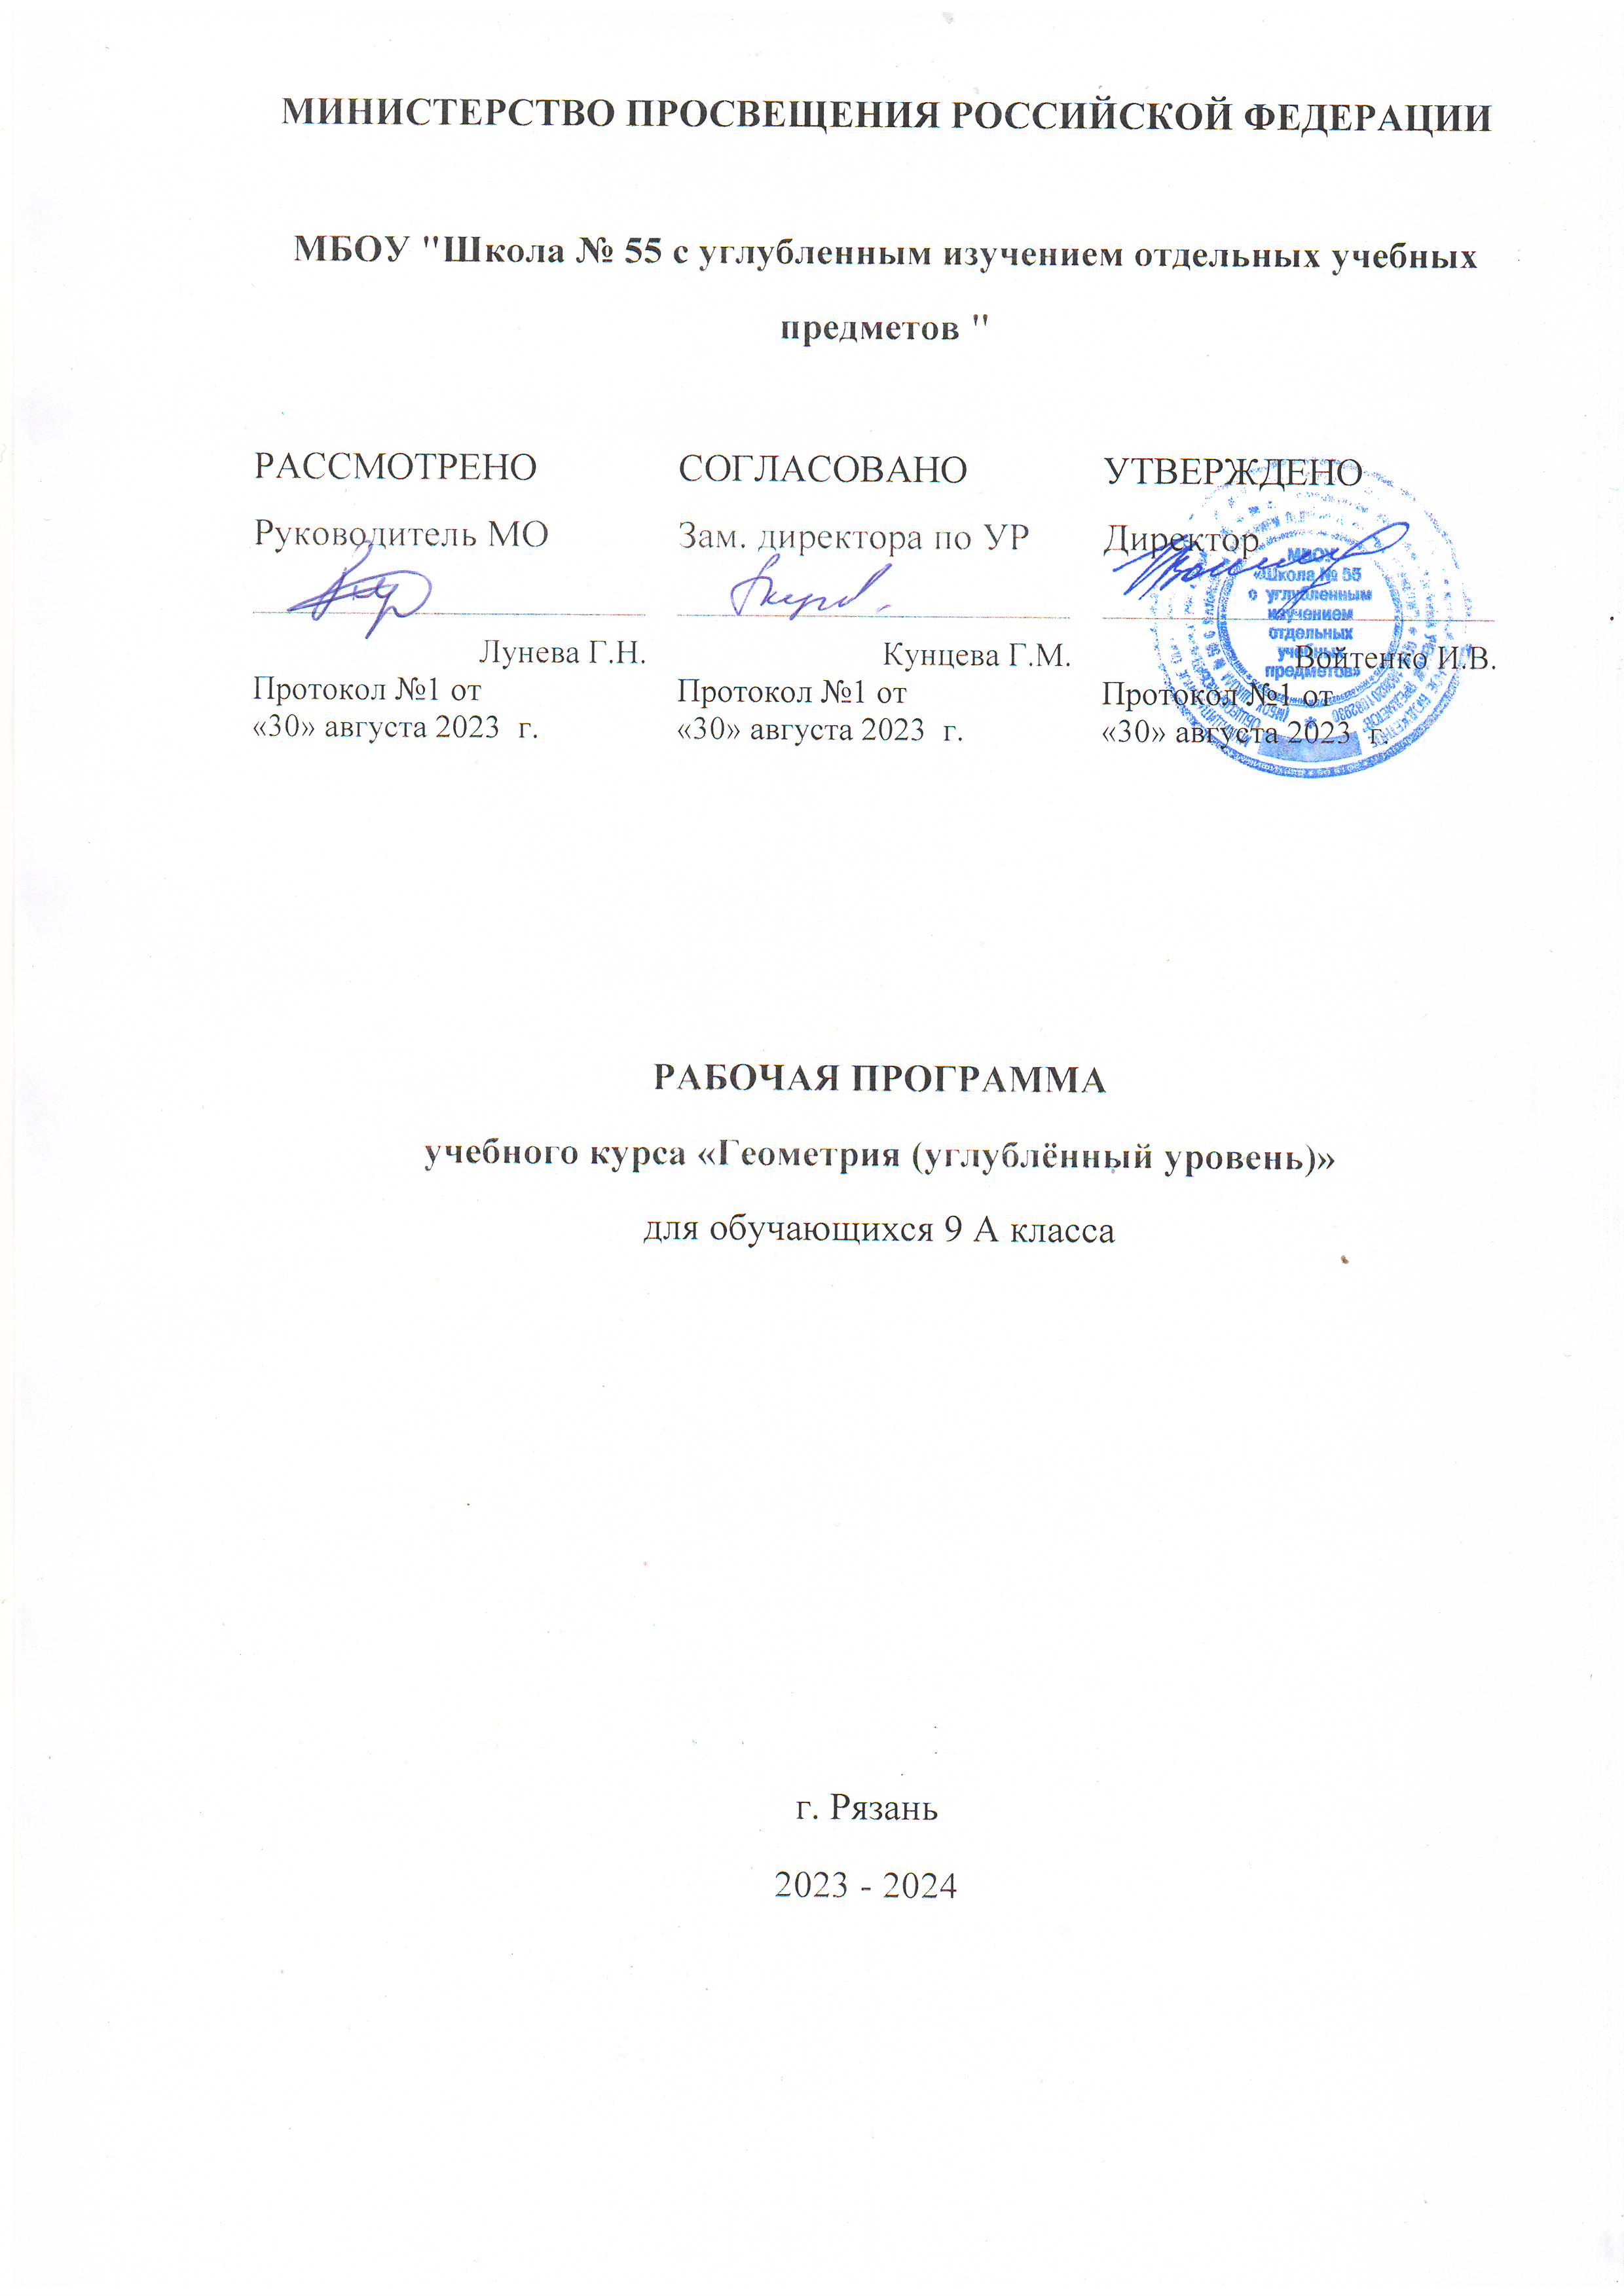 МИНИСТЕРСТВО ПРОСВЕЩЕНИЯ РОССИЙСКОЙ ФЕДЕРАЦИИ
МБОУ "Школа № 55 с углубленным изучением отдельных учебных
предметов "
РАССМОТРЕНО
Руководитель МО
Лунева Г.Н.
Протокол №1 от
«30» августа 2023 г.
СОГЛАСОВАНО
Зам. директора по УР
Кунцева Г.М.
Протокол №1 от
«30» августа 2023 г.
УТВЕРЖДЕНО
Директор
Войтенко И.В.
Протокол №1 от
«30» августа 2023 г.
МБОУ
«Школа № 55
с углубленным
изучением
отдельных
учебных
предметов»
РАБОЧАЯ ПРОГРАММА
учебного курса «Геометрия (углублённый уровень)»
для обучающихся 9 А класса
г. Рязань
2023 - 2024